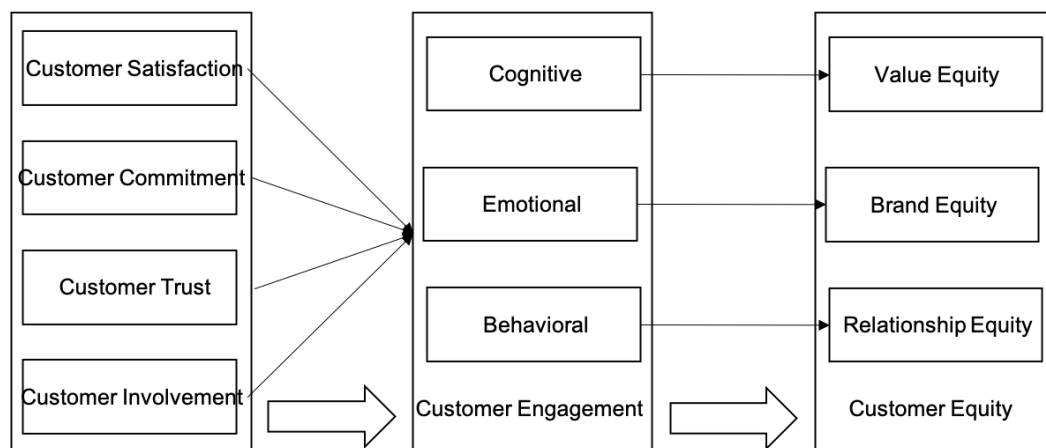 Customer Satisfaction
Customer Commitment
Customer Trust
Customer Involvement
Cognitive
Emotional
Behavioral
Customer Engagement
Value Equity
Brand Equity
Relationship Equity
Customer Equity